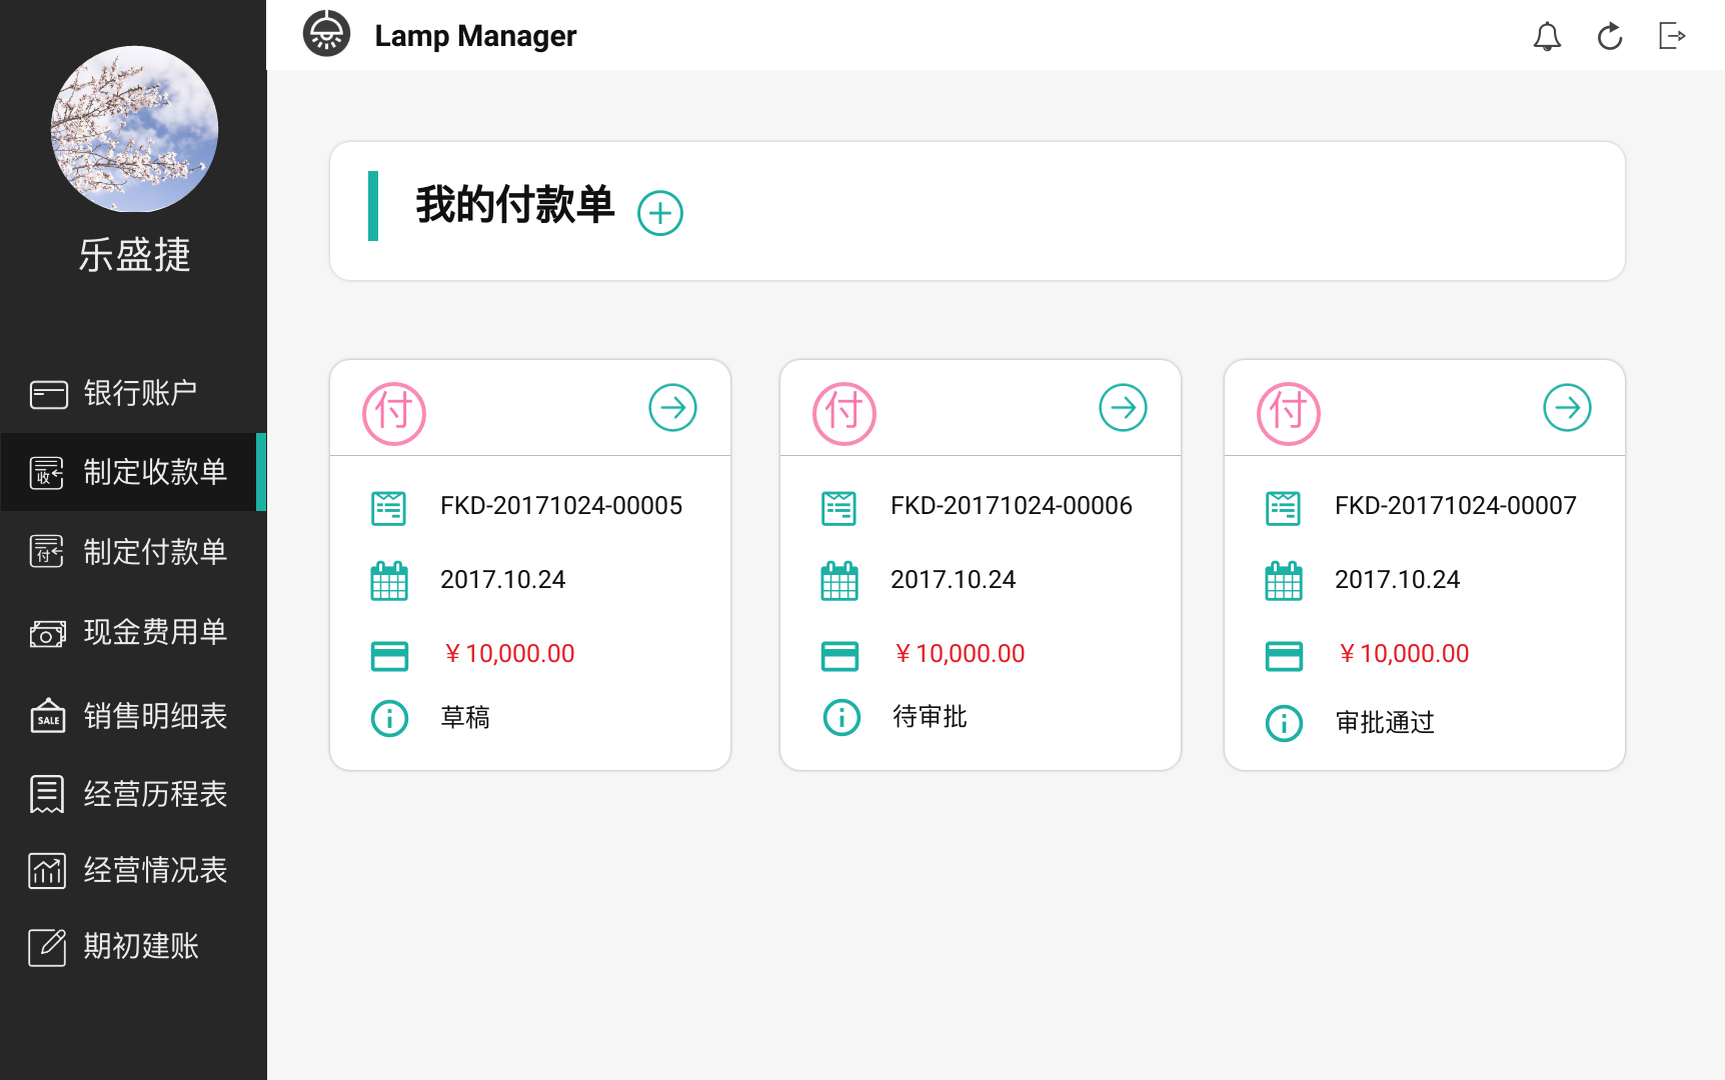 Lamp Manager
乐盛捷
银行账户
收
制定收款单
付
制定付款单
现金费用单
SALE
销售明细表
经营历程表
经营情况表
期初建账
我的付款单
付
FKD-20171024-00005
2017.10.24
￥10,000.00
草稿
付
FKD-20171024-00006
2017.10.24
￥10,000.00
待审批
付
FKD-20171024-00007
2017.10.24
￥10,000.00
审批通过